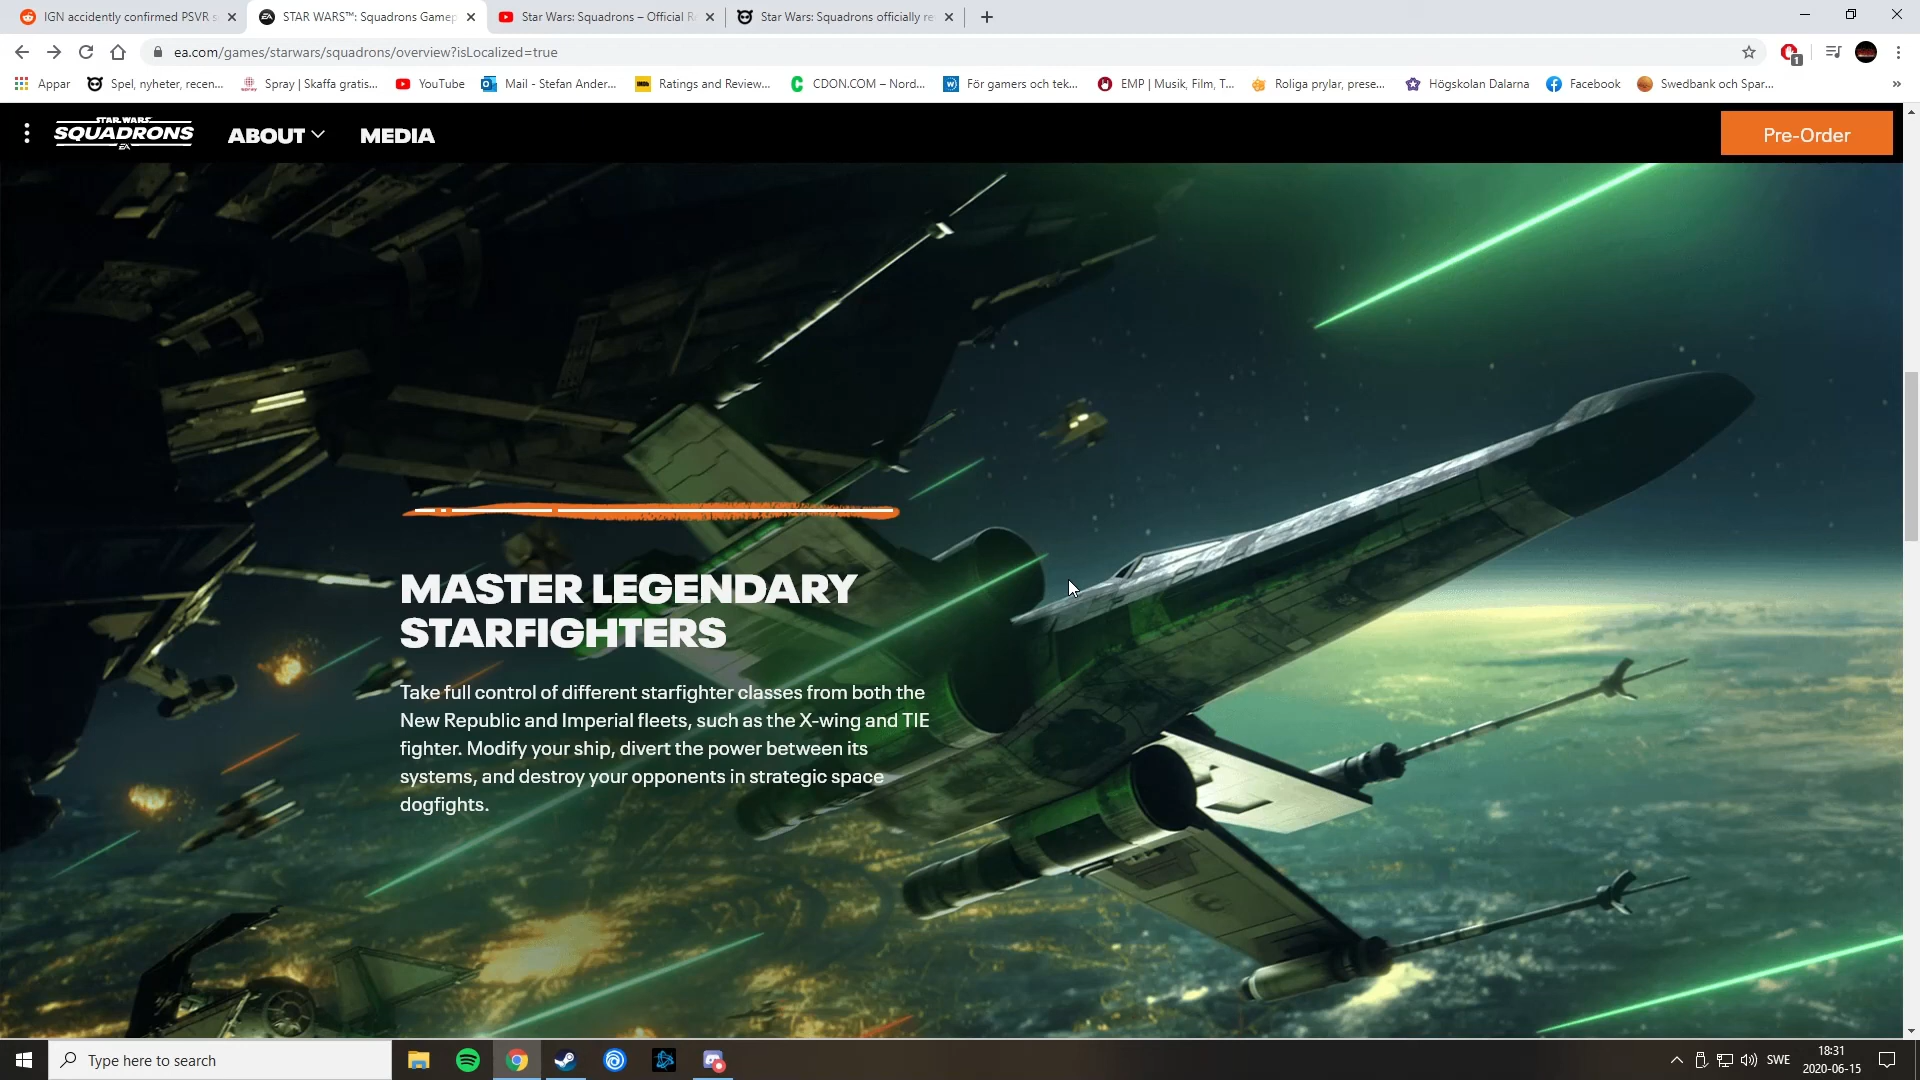 IGN accidently confirmed PSVR s
STAR WARS™: Squadrons Gamep
Star Wars: Squadrons – Official R
Star Wars: Squadrons officially re
ea.com/games/starwars/squadrons/overview?isLocalized=true
1
Appar
Spel, nyheter, recen...
Spray | Skaffa gratis...
YouTube
Mail - Stefan Ander...
Ratings and Review...
CDON.COM – Nord...
För gamers och tek...
EMP | Musik, Film, T...
Roliga prylar, prese...
Högskolan Dalarna
Facebook
Swedbank och Spar...
»
STAR WARS
SQUADRONS
EA
ABOUT
MEDIA
Pre-Order
MASTER LEGENDARY
STARFIGHTERS
Take full control of different starfighter classes from both the
New Republic and Imperial fleets, such as the X-wing and TIE
fighter. Modify your ship, divert the power between its
systems, and destroy your opponents in strategic space
dogfights.
Type here to search
SWE
18:31
2020-06-15